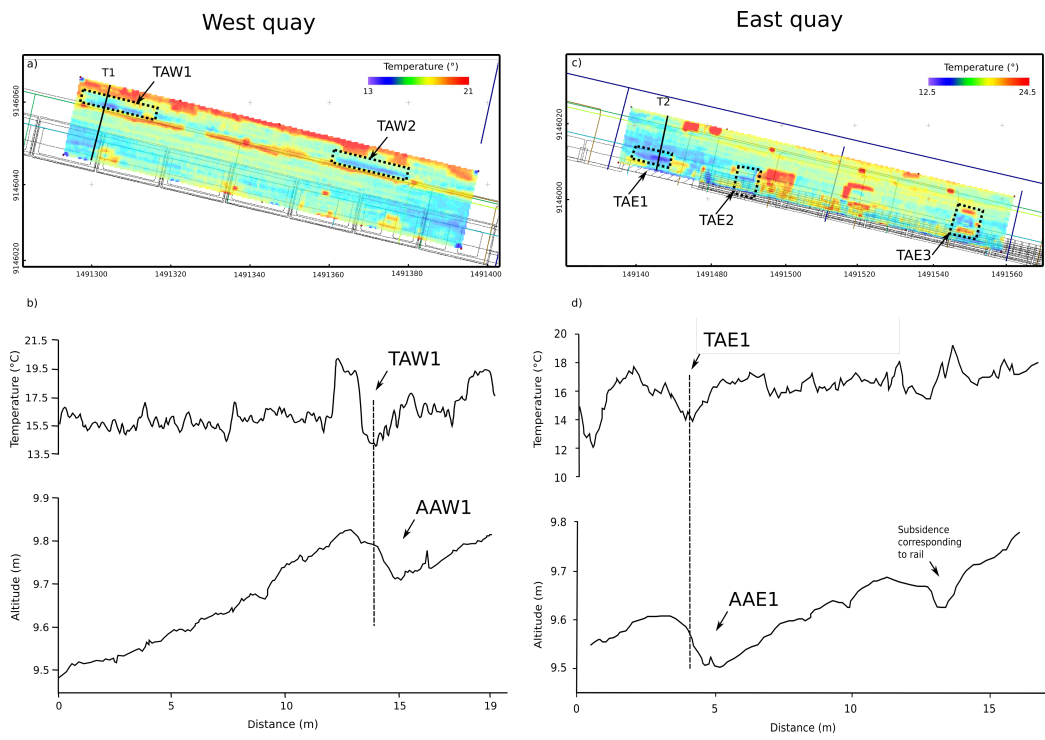 West quay
East quay
a)
T1
TAW1
TAW2
Temperature (°)
13
21
9146060
9146040
9146020
1491300
1491320
1491340
1491360
1491380
1491400
c)
T2
Temperature (°)
12.5
24.5
9146020
9146000
TAE1
TAE2
TAE3
1491440
1491480
1491500
1491520
1491540
1491560
b)
21.5
19.5
17.5
15.5
13.5
Temperature (°C)
TAW1
9.9
9.8
9.7
9.6
9.5
Altitude (m)
AAW1
0
5
10
15
19
Distance (m)
d)
20
18
16
14
12
10
Temperature (°C)
TAE1
9.8
9.7
9.6
9.5
Altitude (m)
AAE1
Subsidence
corresponding
to rail
0
5
10
15
Distance (m)